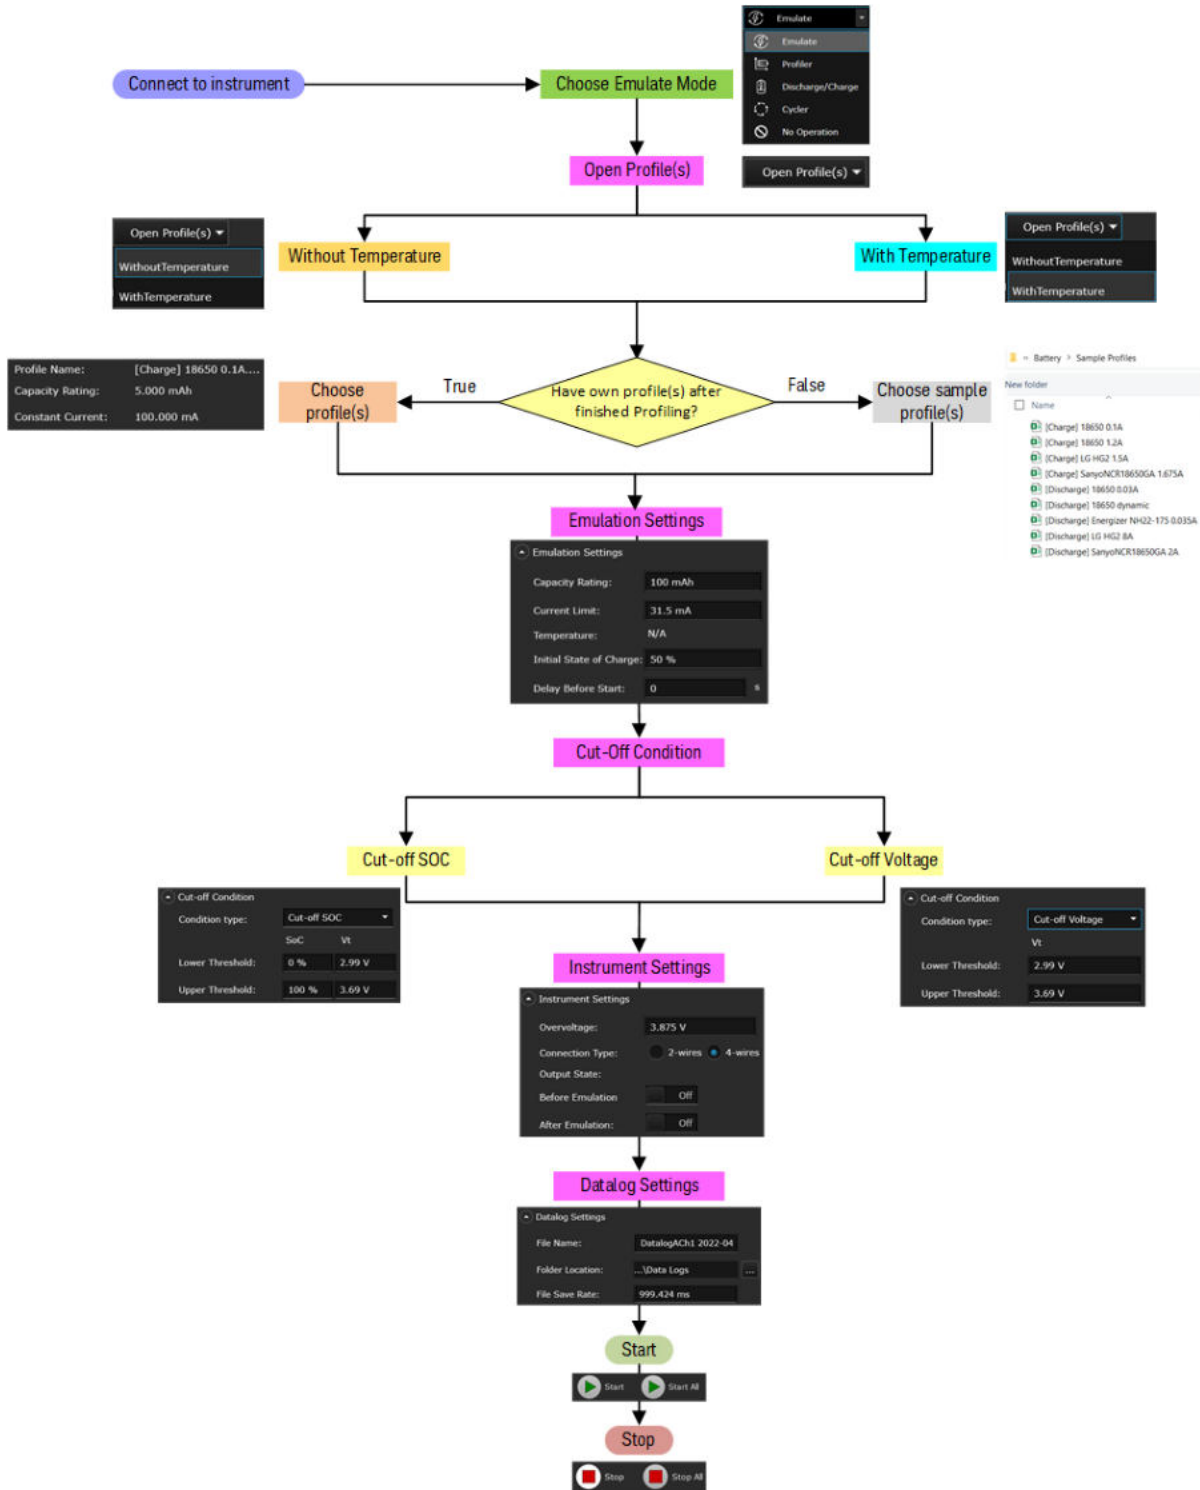 Emulate
Emulate
Connect to instrument
Choose Emulate Mode
Profiler
Discharge/Charge
Cycler
No Operation
Open Profile(s)
Open Profile(s)
Open Profile(s)
WithoutTemperature
WithTemperature
Without Temperature
With Temperature
Open Profile(s)
WithoutTemperature
WithTemperature
Profile Name: [Charge] 18650 0.1A....
Capacity Rating: 5.000 mAh
Constant Current: 100.000 mA
Choose
profile(s)
True
Have own profile(s) after
finished Profiling?
False
Choose sample
profile(s)
Battery > Sample Profiles
New folder
Name
[Charge] 18650 0.1A
[Charge] 18650 1.2A
[Charge] LG HG2 1.5A
[Charge] SanyoNCR18650GA 1.675A
[Discharge] 18650 0.03A
[Discharge] 18650 dynamic
[Discharge] Energizer NH22-175 0.035A
[Discharge] LG HG2 8A
[Discharge] SanyoNCR18650GA 2A
Emulation Settings
Emulation Settings
Capacity Rating: 100 mAh
Current Limit: 31.5 mA
Temperature: N/A
Initial State of Charge: 50 %
Delay Before Start: 0 s
Cut-Off Condition
Cut-off SOC
Cut-off Voltage
Cut-off Condition
Condition type: Cut-off SOC
SoC Vt
Lower Threshold: 0 % 2.99 V
Upper Threshold: 100 % 3.69 V
Cut-off Condition
Condition type: Cut-off Voltage
Vt
Lower Threshold: 2.99 V
Upper Threshold: 3.69 V
Instrument Settings
Instrument Settings
Overvoltage: 3.875 V
Connection Type: 2-wires 4-wires
Output State:
Before Emulation Off
After Emulation: Off
Datalog Settings
Datalog Settings
File Name: DatalogACh1 2022-04
Folder Location: ...\Data Logs ...
File Save Rate: 999.424 ms
Start
Start Start All
Stop
Stop Stop All